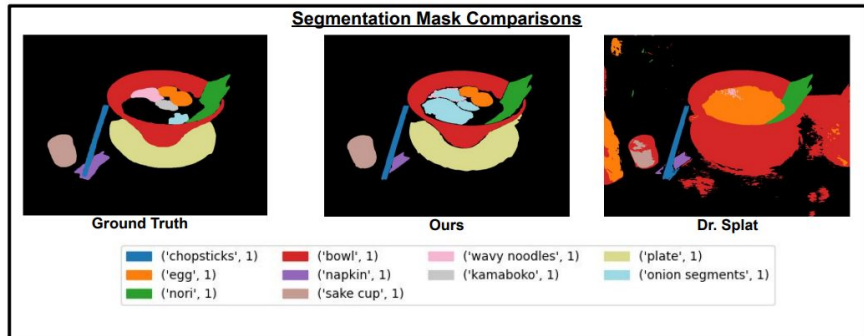 Segmentation Mask Comparisons
Ground Truth
Ours
Dr. Splat
('chopsticks', 1) ('bowl', 1) ('wavy noodles', 1) ('plate', 1)
('egg', 1) ('napkin', 1) ('kamaboko', 1) ('onion segments', 1)
('nori', 1) ('sake cup', 1)